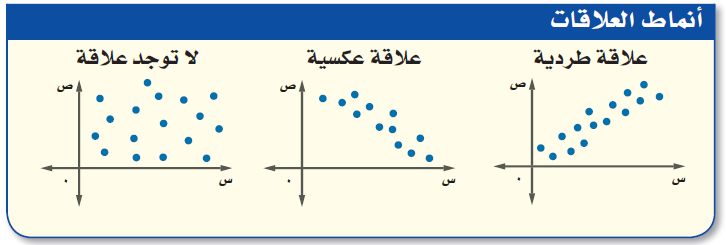 أنماط العلاقات
علاقة طردية
ص
س
٠
علاقة عكسية
ص
س
٠
لا توجد علاقة
ص
س
٠